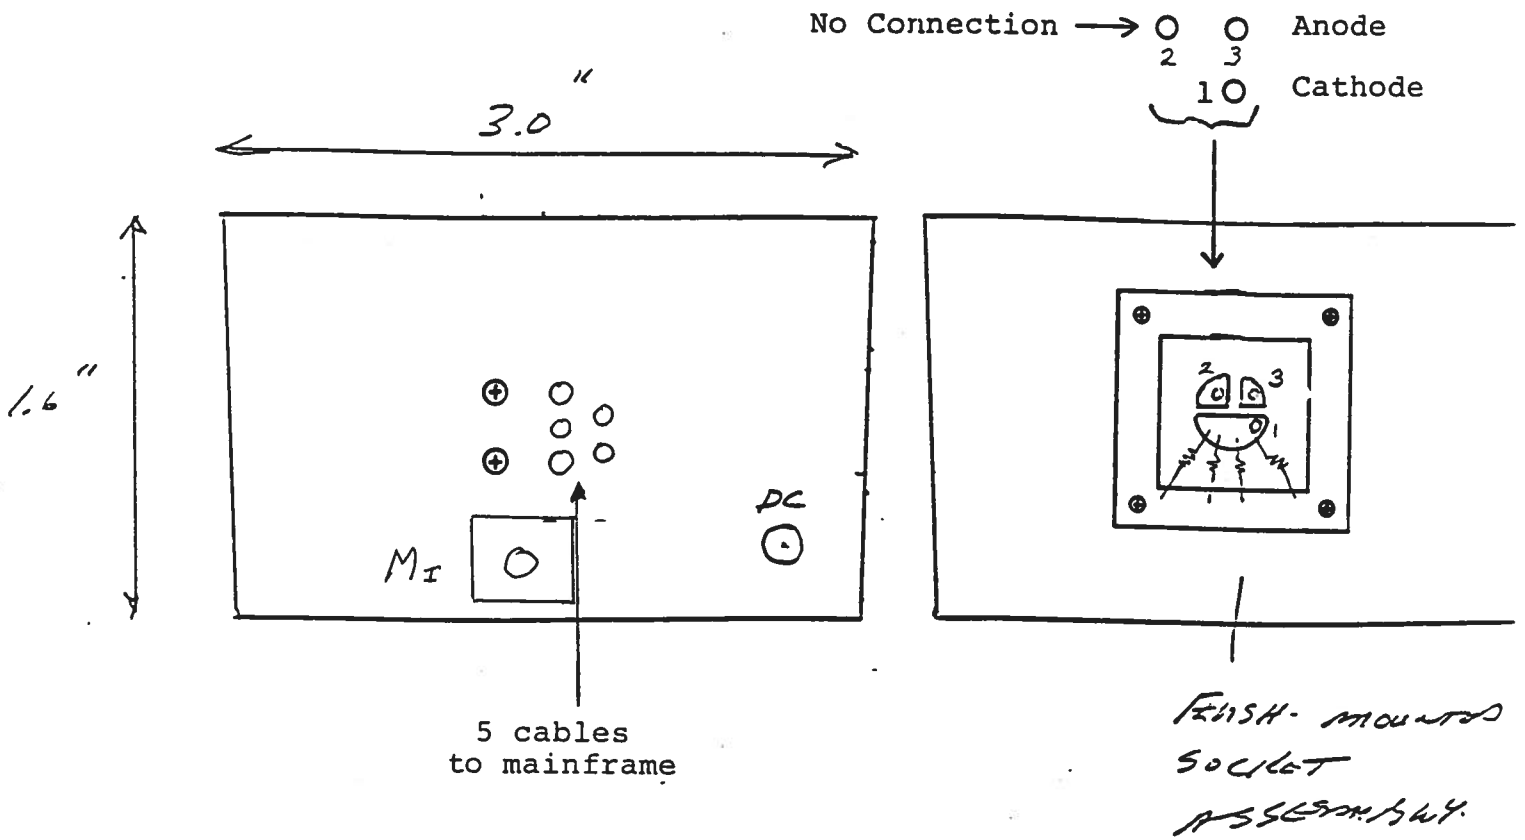 No Connection
2
3
Anode
1
Cathode
3.0"
1.6"
2
3
1
DC
MI
5 cables
to mainframe
FLUSH-MOUNTED
SOCKET
ASSEMBLY.